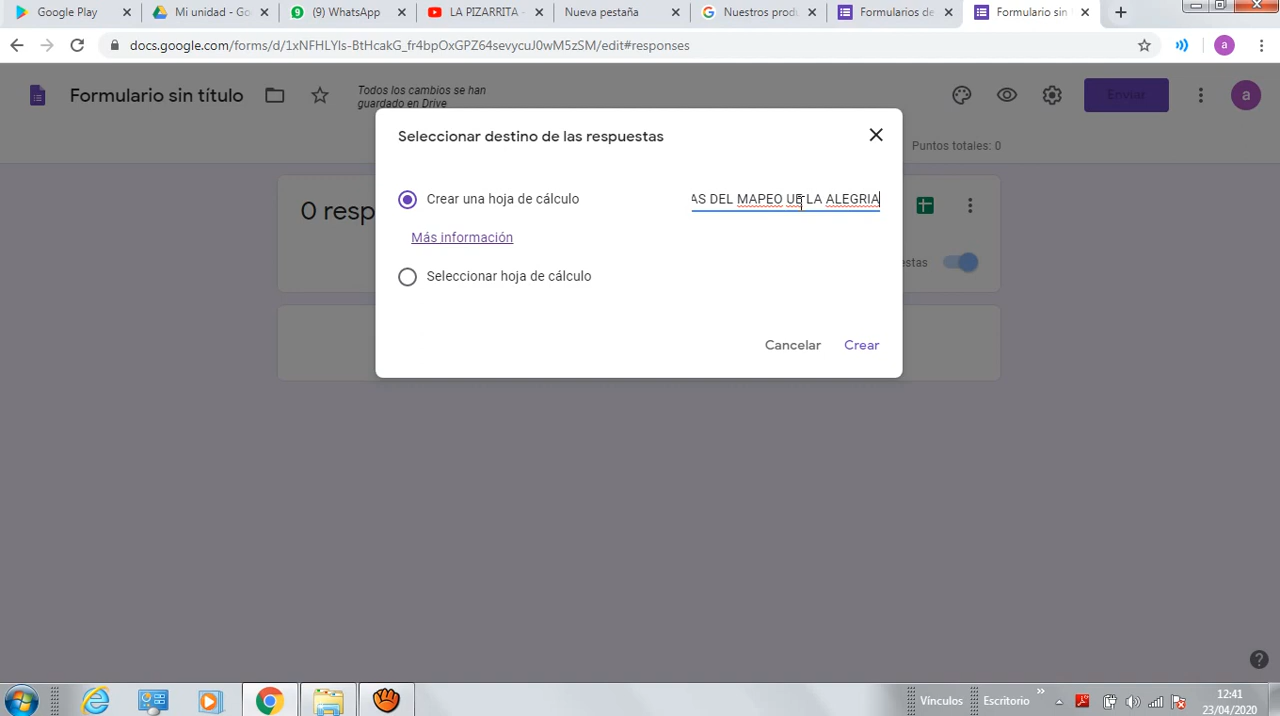 Google Play
Mi unidad - Go
(9) WhatsApp
LA PIZARRITA -
Nueva pestaña
Nuestros produ
Formularios de
Formulario sin t
docs.google.com/forms/d/
/edit#responses
a
Formulario sin título
Todos los cambios se han
guardado en Drive
Enviar
a
Seleccionar destino de las respuestas
Puntos totales: 0
Crear una hoja de cálculo
AS DEL MAPEO UE LA ALEGRIA
0 resp
Más información
estas
Seleccionar hoja de cálculo
Cancelar
Crear
Vínculos
Escritorio
12:41
23/04/2020